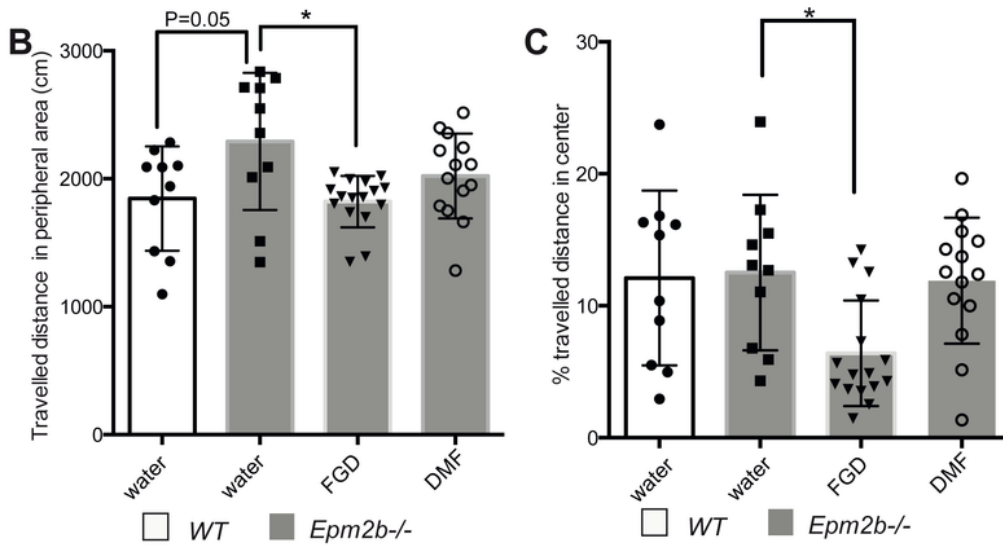 B
P=0.05
*
Travelled distance in peripheral area (cm)
3000
2000
1000
0
water
water
FGD
DMF
WT
Epm2b-/-
C
*
% travelled distance in center
30
20
10
0
water
water
FGD
DMF
WT
Epm2b-/-